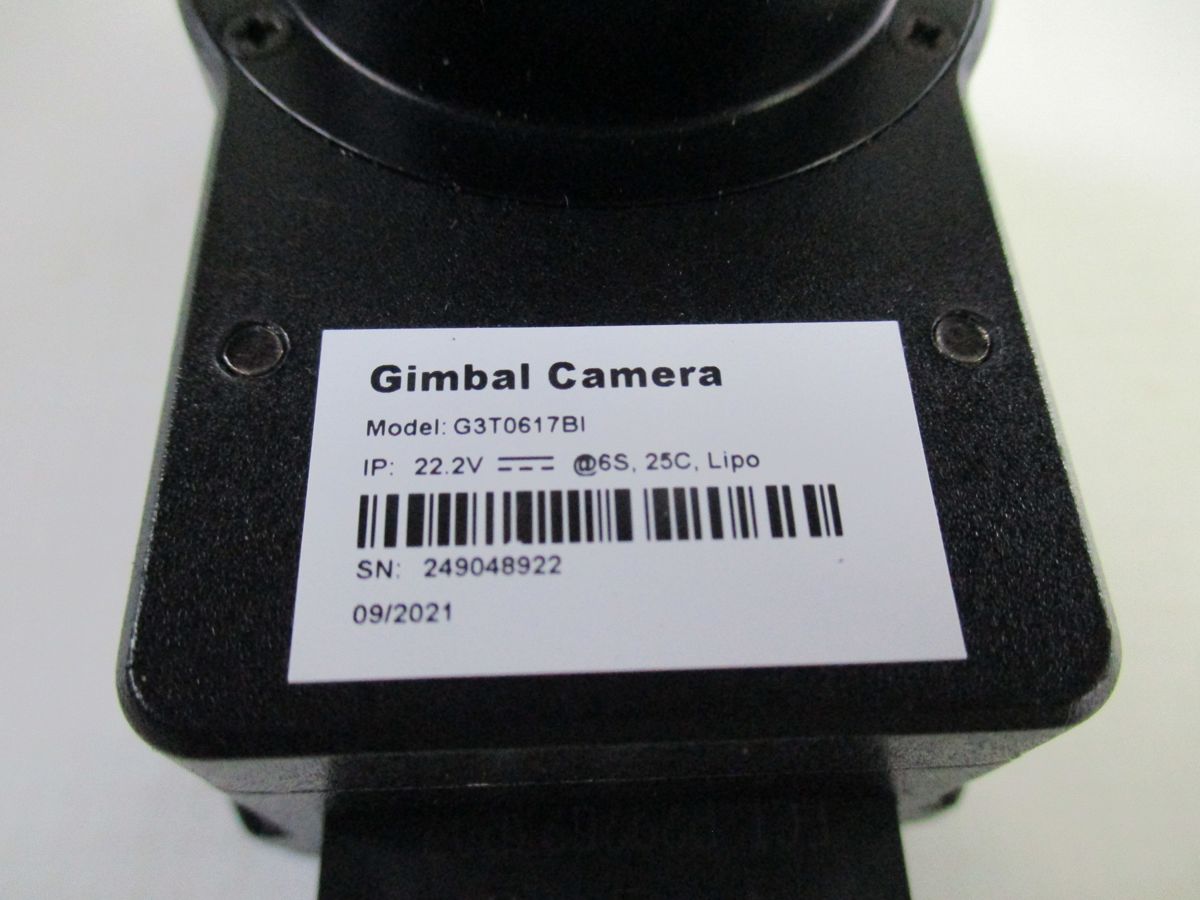 Gimbal Camera
Model: G3T0617BI
IP: 22.2V ⎓ @6S, 25C, Lipo
SN: 249048922
09/2021